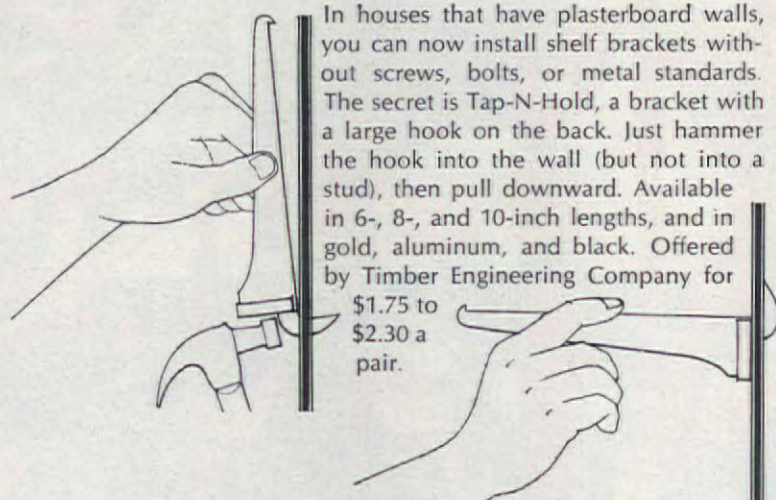 In houses that have plasterboard walls,
you can now install shelf brackets with-
out screws, bolts, or metal standards.
The secret is Tap-N-Hold, a bracket with
a large hook on the back. Just hammer
the hook into the wall (but not into a
stud), then pull downward. Available
in 6-, 8-, and 10-inch lengths, and in
gold, aluminum, and black. Offered
by Timber Engineering Company for
$1.75 to
$2.30 a
pair.